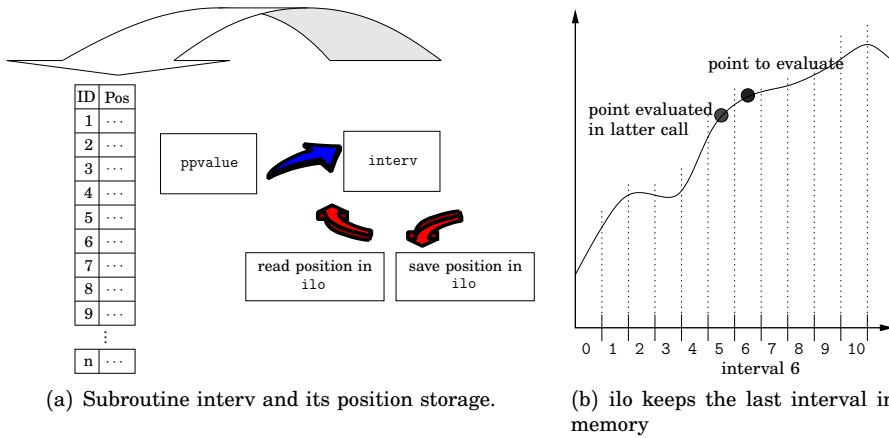 ID Pos
1 ···
2 ···
3 ···
4 ···
5 ···
6 ···
7 ···
8 ···
9 ···
⋮
n ···
ppvalue
interv
read position in
ilo
save position in
ilo
(a) Subroutine interv and its position storage.
point to evaluate
point evaluated
in latter call
0 1 2 3 4 5 6 7 8 9 10
interval 6
(b) ilo keeps the last interval in
memory